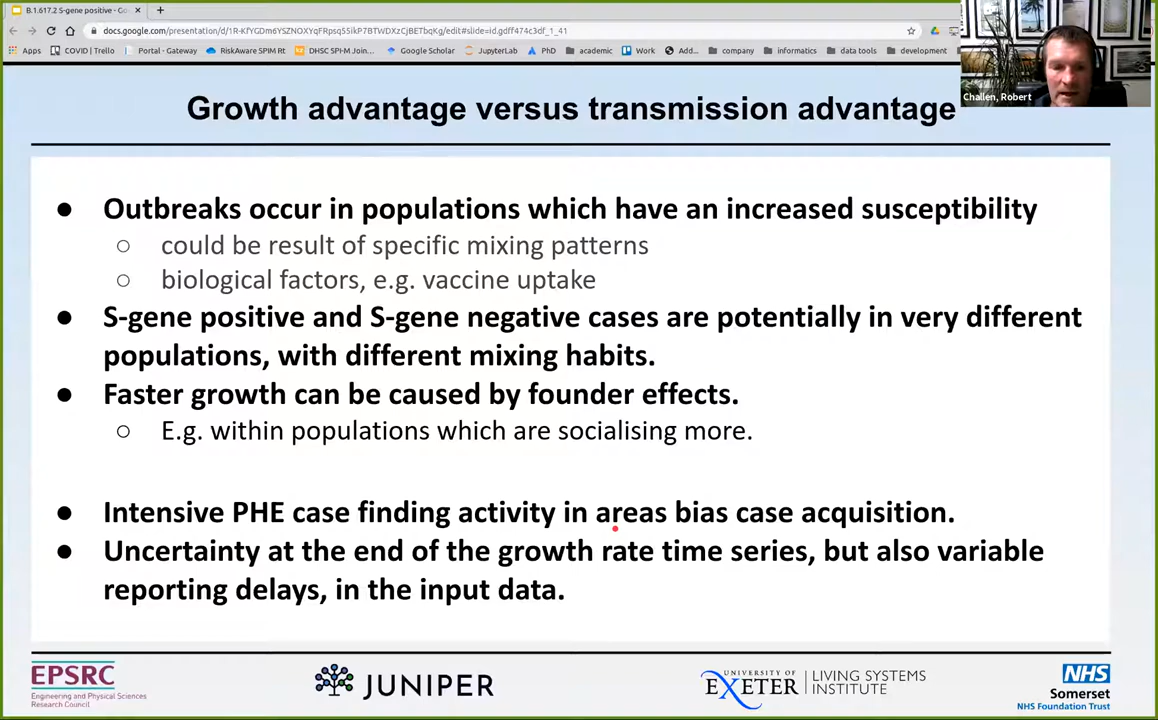 B.1.617.2 S-gene positive - Go
docs.google.com/presentation/d/1R-KfYGDm6YSZNOXYqFRpsq5SikP7BTWDXzCjBETbqKg/edit#slide=id.gdff474c3df_1_41
Apps COVID | Trello Portal - Gateway RiskAware SPIM RE DHSC SPI-M Join... Google Scholar JupyterLab PhD academic Work Add... company informatics data tools development
Challen, Robert
Growth advantage versus transmission advantage
● Outbreaks occur in populations which have an increased susceptibility
○ could be result of specific mixing patterns
○ biological factors, e.g. vaccine uptake
● S-gene positive and S-gene negative cases are potentially in very different
populations, with different mixing habits.
● Faster growth can be caused by founder effects.
○ E.g. within populations which are socialising more.
● Intensive PHE case finding activity in areas bias case acquisition.
● Uncertainty at the end of the growth rate time series, but also variable
reporting delays, in the input data.
EPSRC
Engineering and Physical Sciences
Research Council
JUNIPER
UNIVERSITY OF
EXETER
LIVING SYSTEMS
INSTITUTE
NHS
Somerset
NHS Foundation Trust